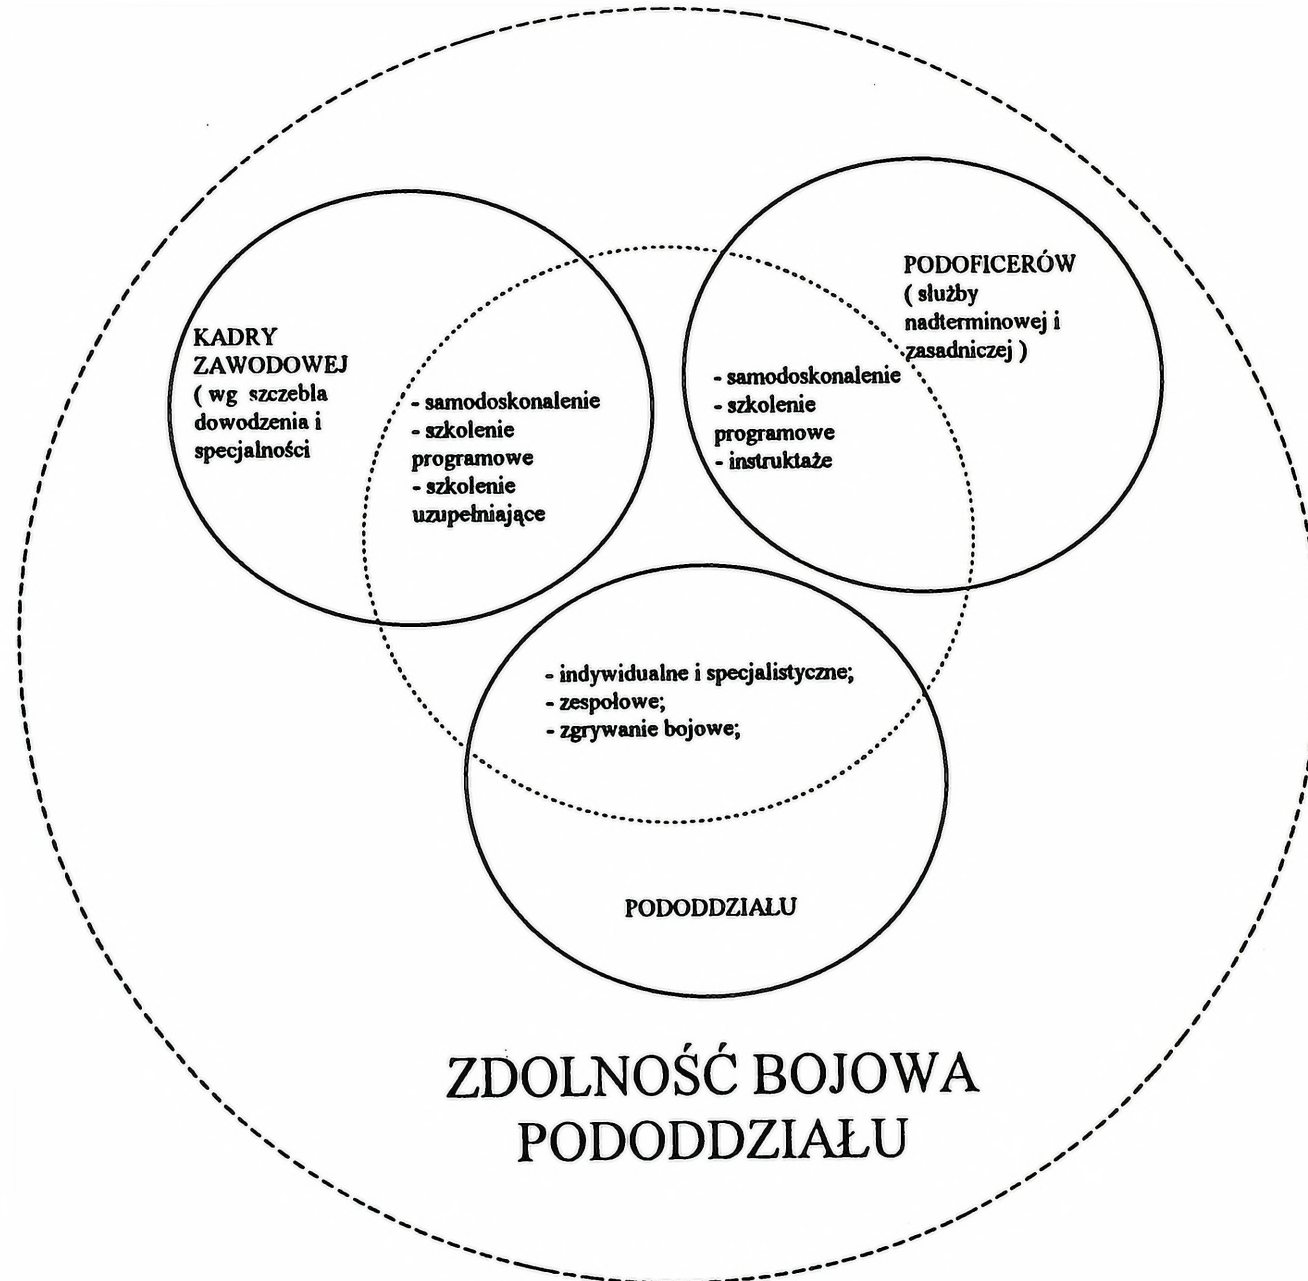 KADRY
ZAWODOWEJ
( wg szczebla
dowodzenia i
specjalności
- samodoskonalenie
- szkolenie
programowe
- szkolenie
uzupełniające
PODOFICERÓW
( służby
nadterminowej i
zasadniczej )
- samodoskonalenie
- szkolenie
programowe
- instruktaże
- indywidualne i specjalistyczne;
- zespołowe;
- zgrywanie bojowe;
PODODDZIAŁU
ZDOLNOŚĆ BOJOWA
PODODDZIAŁU